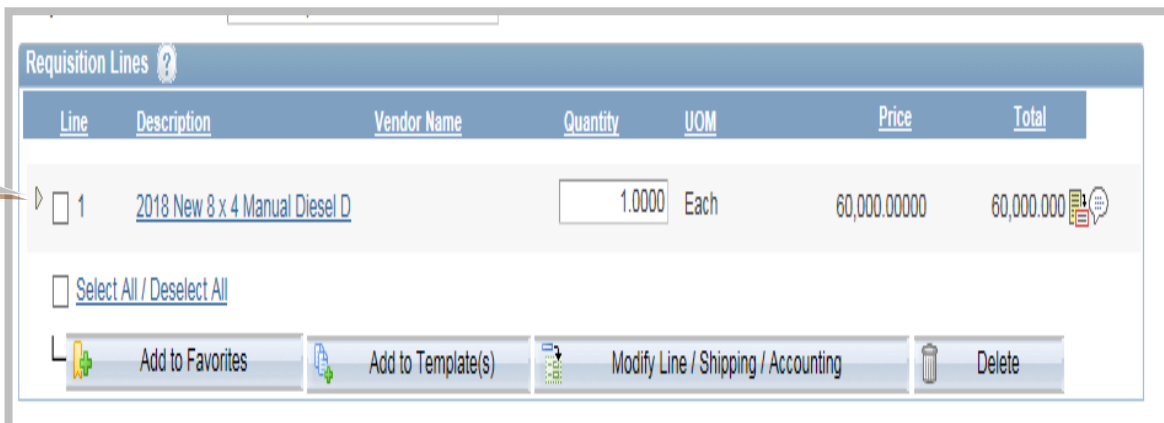 Requisition Lines ?
Line Description Vendor Name Quantity UOM Price Total
1 2018 New 8 x 4 Manual Diesel D 1.0000 Each 60,000.00000 60,000.000
Select All / Deselect All
Add to Favorites Add to Template(s) Modify Line / Shipping / Accounting Delete